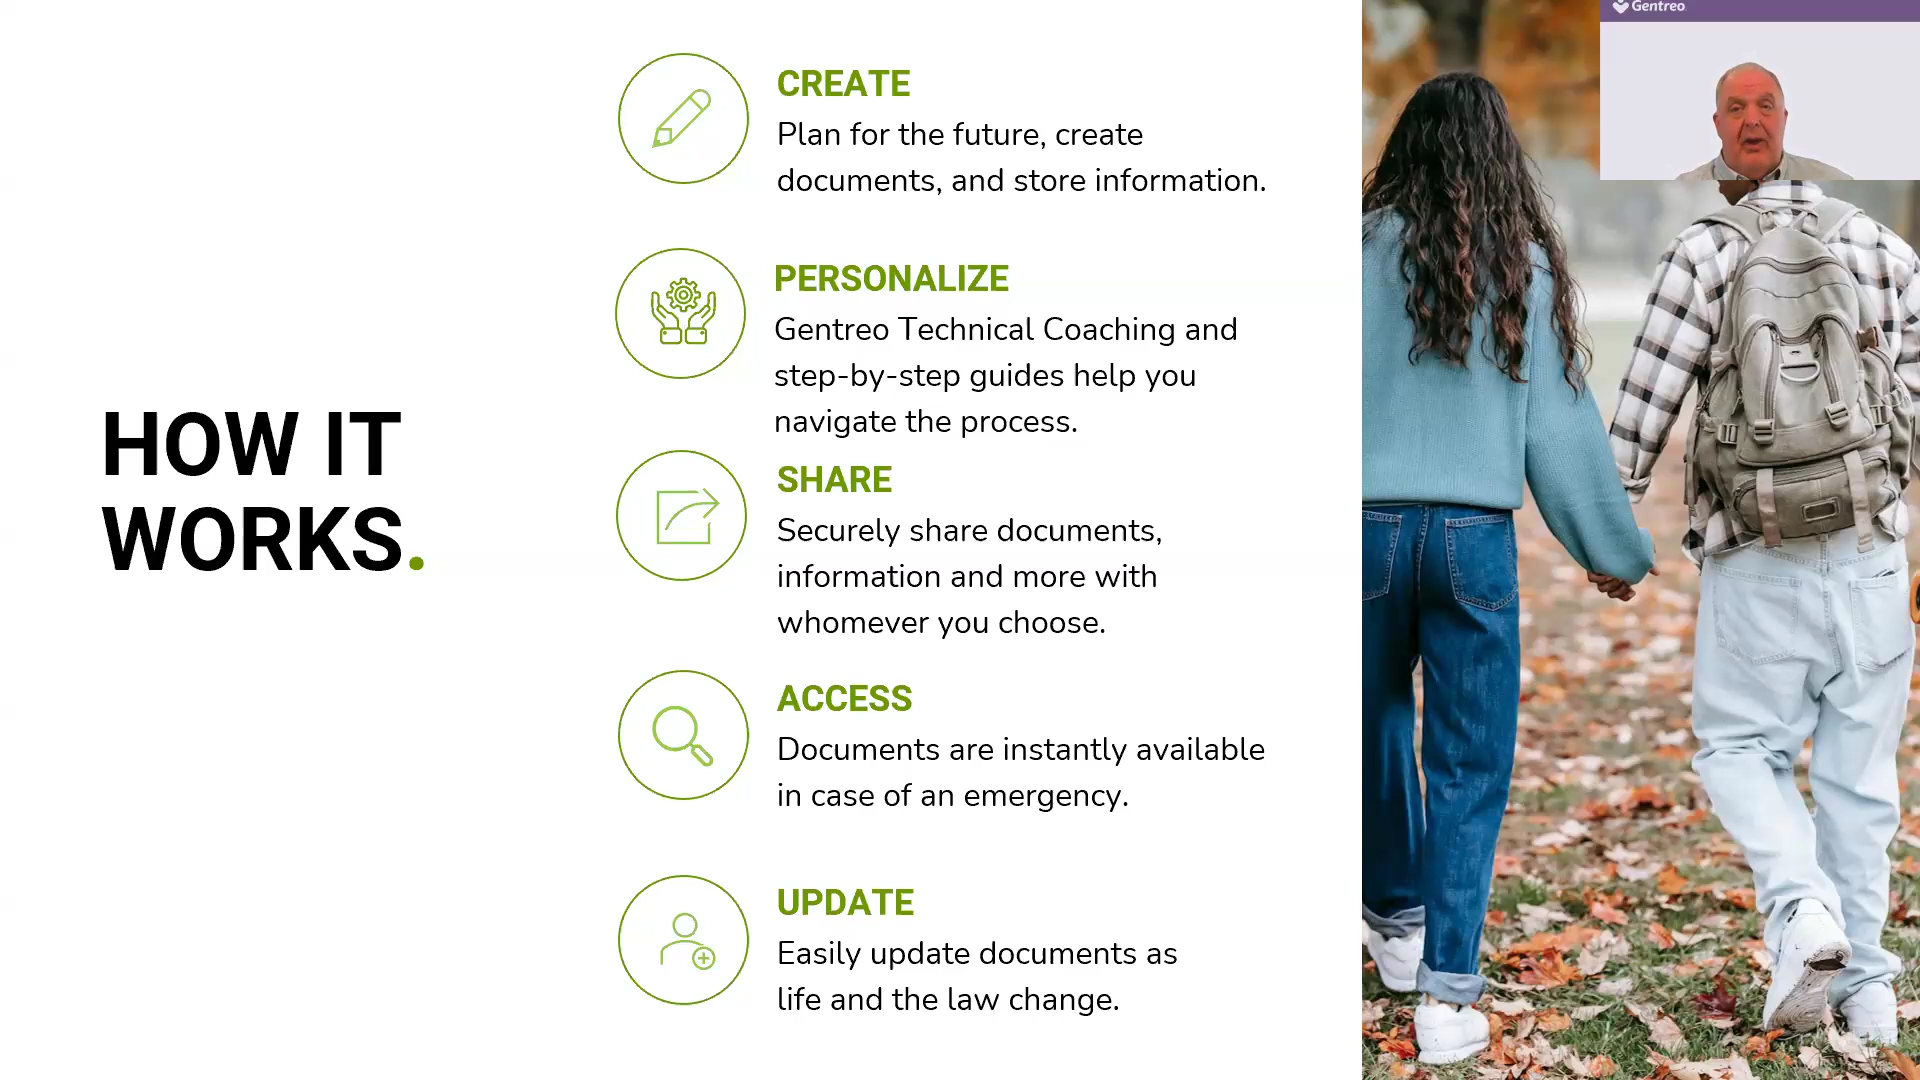 HOW IT
WORKS.
CREATE
Plan for the future, create
documents, and store information.
PERSONALIZE
Gentreo Technical Coaching and
step-by-step guides help you
navigate the process.
SHARE
Securely share documents,
information and more with
whomever you choose.
ACCESS
Documents are instantly available
in case of an emergency.
UPDATE
Easily update documents as
life and the law change.
Gentreo